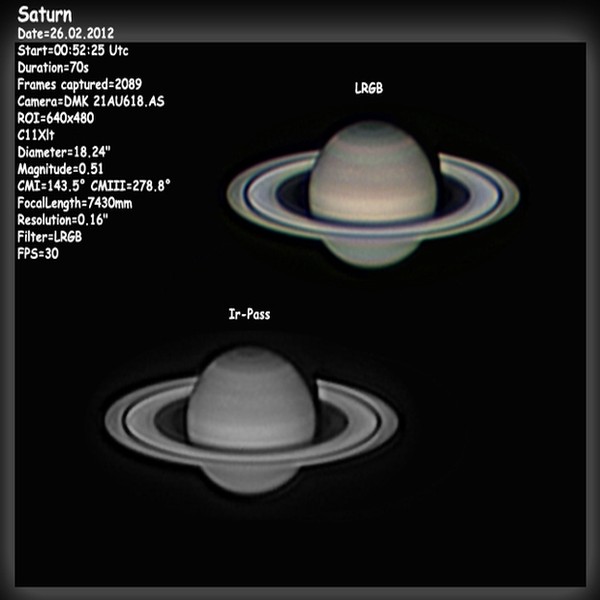 Saturn
Date=26.02.2012
Start=00:52:25 Utc
Duration=70s
Frames captured=2089
Camera=DMK 21AU618.AS
ROI=640x480
C11Xlt
Diameter=18.24"
Magnitude=0.51
CMI=143.5° CMIII=278.8°
FocalLength=7430mm
Resolution=0.16"
Filter=LRGB
FPS=30
LRGB
Ir-Pass